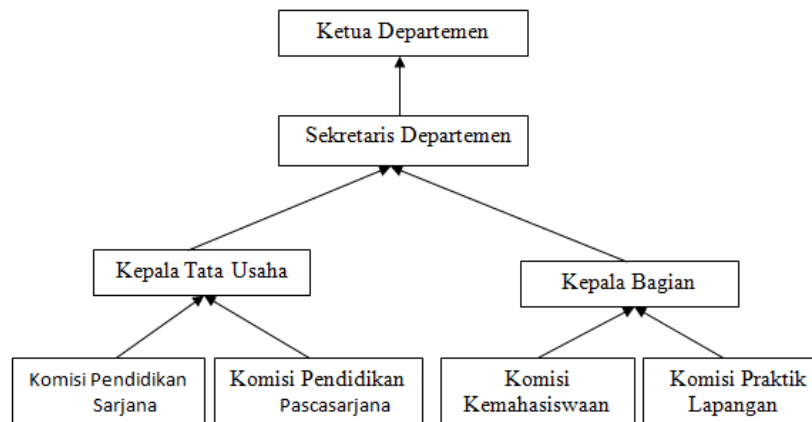 Ketua Departemen
Sekretaris Departemen
Kepala Tata Usaha
Kepala Bagian
Komisi Pendidikan
Sarjana
Komisi Pendidikan
Pascasarjana
Komisi
Kemahasiswaan
Komisi Praktik
Lapangan